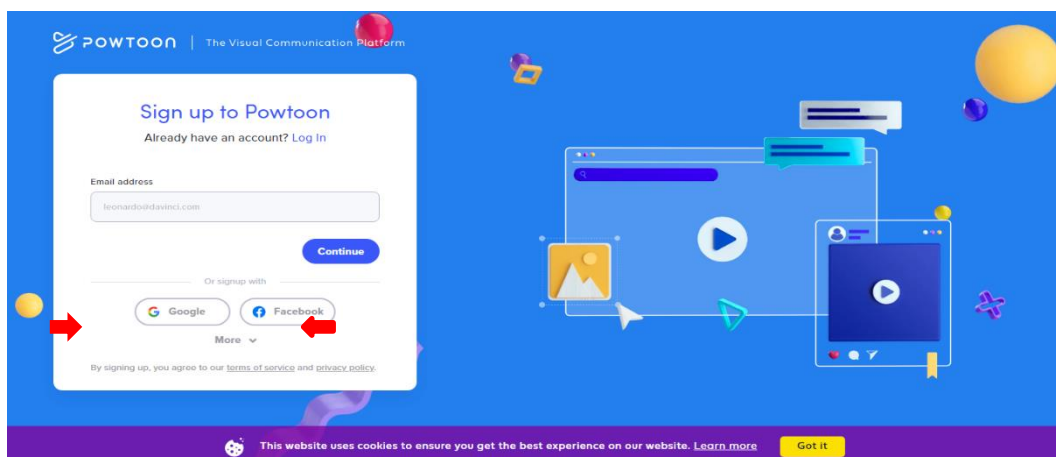 POWTOON | The Visual Communication Platform
Sign up to Powtoon
Already have an account? Log In
Email address
leonardo@davinci.com
Continue
Or signup with
Google
Facebook
More
By signing up, you agree to our terms of service and privacy policy.
This website uses cookies to ensure you get the best experience on our website. Learn more
Got it